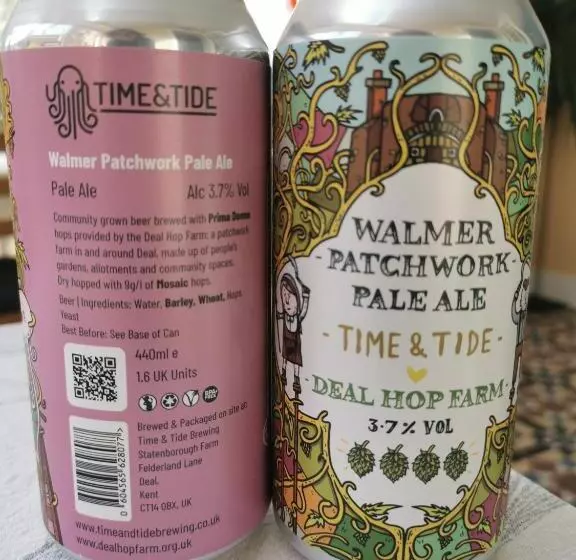 TIME&TIDE
Walmer Patchwork Pale Ale
Pale Ale Alc 3.7% Vol
Community grown beer brewed with Prima Donna
hops provided by the Deal Hop Farm: a patchwork
farm in and around Deal, made up of people's
gardens, allotments and community spaces.
Dry hopped with 9g/l of Mosaic hops.
Beer | Ingredients: Water, Barley, Wheat, Hops,
Yeast
Best Before: See Base of Can
440ml e
1.6 UK Units
Brewed & Packaged on site at:
Time & Tide Brewing
Statenborough Farm
Felderland Lane
Deal,
Kent
CT14 0BX, UK
0 604565 628077 >
www.timeandtidebrewing.co.uk
www.dealhopfarm.org.uk
WALMER
PATCHWORK
PALE ALE
- TIME & TIDE -
DEAL HOP FARM
3.7% VOL